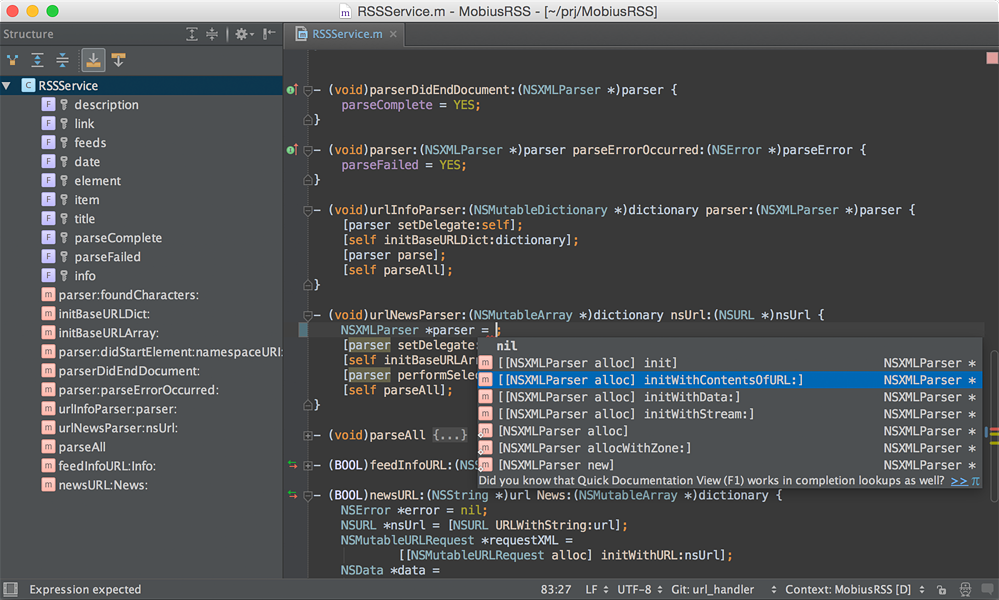 RSSService.m - MobiusRSS - [~/prj/MobiusRSS]
Structure
RSSService.m
RSSService
description
link
feeds
date
element
item
title
parseComplete
parseFailed
info
parser:foundCharacters:
initBaseURLDict:
initBaseURLArray:
parser:didStartElement:namespaceURI:
parserDidEndDocument:
parser:parseErrorOccurred:
urlInfoParser:parser:
urlNewsParser:nsUrl:
parseAll
feedInfoURL:Info:
newsURL:News:
- (void)parserDidEndDocument:(NSXMLParser *)parser {
parseComplete = YES;
}
- (void)parser:(NSXMLParser *)parser parseErrorOccurred:(NSError *)parseError {
parseFailed = YES;
}
- (void)urlInfoParser:(NSMutableDictionary *)dictionary parser:(NSXMLParser *)parser {
[parser setDelegate:self];
[self initBaseURLDict:dictionary];
[parser parse];
[self parseAll];
}
- (void)urlNewsParser:(NSMutableArray *)dictionary nsUrl:(NSURL *)nsUrl {
NSXMLParser *parser = ;
[parser setDelegate
[self initBaseURLAr
[parser performSele
[self parseAll];
}
nil
[[NSXMLParser alloc] init] NSXMLParser *
[[NSXMLParser alloc] initWithContentsOfURL:] NSXMLParser *
[[NSXMLParser alloc] initWithData:] NSXMLParser *
[[NSXMLParser alloc] initWithStream:] NSXMLParser *
[NSXMLParser alloc] NSXMLParser *
[NSXMLParser allocWithZone:] NSXMLParser *
[NSXMLParser new] NSXMLParser *
Did you know that Quick Documentation View (F1) works in completion lookups as well? >> π
- (void)parseAll {...}
- (BOOL)feedInfoURL:(NS
- (BOOL)newsURL:(NSString *)url News:(NSMutableArray *)dictionary {
NSError *error = nil;
NSURL *nsUrl = [NSURL URLWithString:url];
NSMutableURLRequest *requestXML =
[[NSMutableURLRequest alloc] initWithURL:nsUrl];
NSData *data =
Expression expected 83:27 LF UTF-8 Git: url_handler Context: MobiusRSS [D]